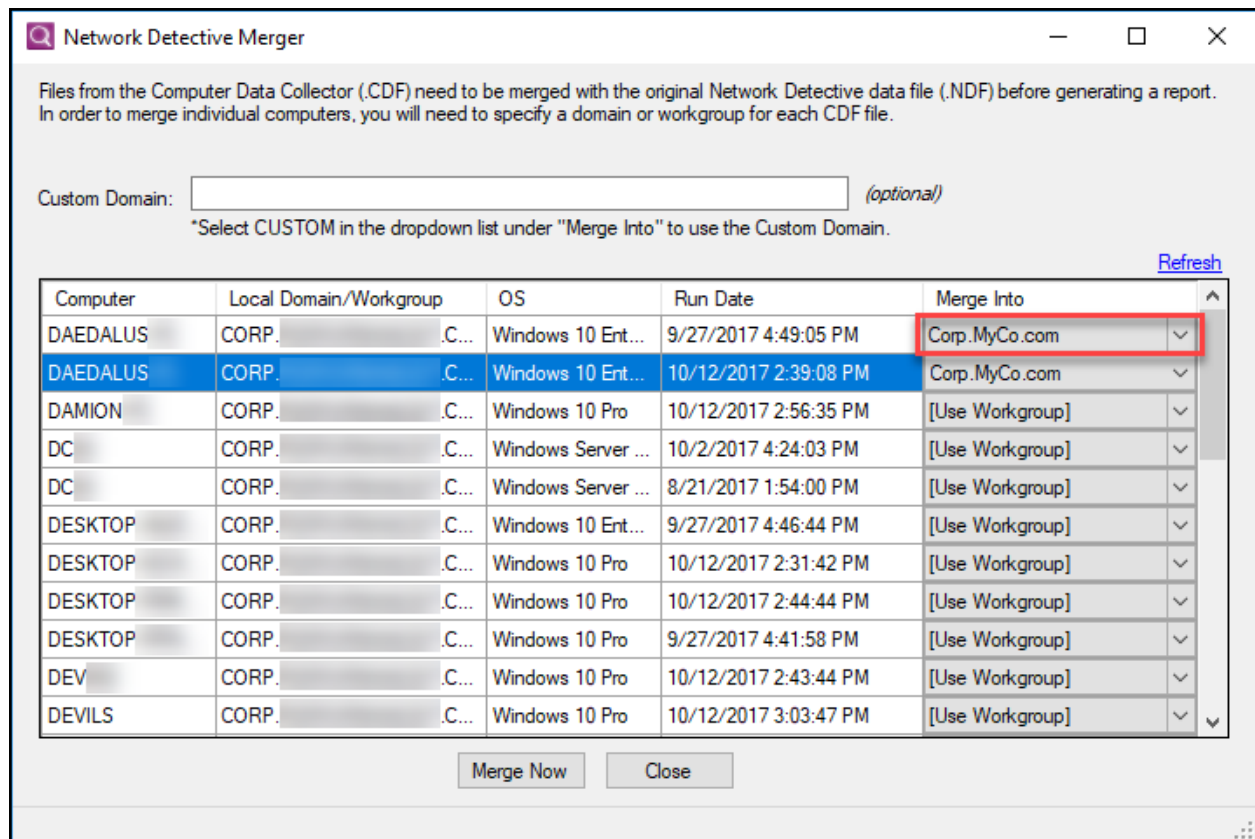 Network Detective Merger
Files from the Computer Data Collector (.CDF) need to be merged with the original Network Detective data file (.NDF) before generating a report.
In order to merge individual computers, you will need to specify a domain or workgroup for each CDF file.
Custom Domain: (optional)
*Select CUSTOM in the dropdown list under "Merge Into" to use the Custom Domain.
Refresh
Computer Local Domain/Workgroup OS Run Date Merge Into
DAEDALUS CORP. .C... Windows 10 Ent... 9/27/2017 4:49:05 PM Corp.MyCo.com
DAEDALUS CORP. .C... Windows 10 Ent... 10/12/2017 2:39:08 PM Corp.MyCo.com
DAMION CORP. .C... Windows 10 Pro 10/12/2017 2:56:35 PM [Use Workgroup]
DC CORP. .C... Windows Server ... 10/2/2017 4:24:03 PM [Use Workgroup]
DC CORP. .C... Windows Server ... 8/21/2017 1:54:00 PM [Use Workgroup]
DESKTOP CORP. .C... Windows 10 Ent... 9/27/2017 4:46:44 PM [Use Workgroup]
DESKTOP CORP. .C... Windows 10 Pro 10/12/2017 2:31:42 PM [Use Workgroup]
DESKTOP CORP. .C... Windows 10 Pro 10/12/2017 2:44:44 PM [Use Workgroup]
DESKTOP CORP. .C... Windows 10 Pro 9/27/2017 4:41:58 PM [Use Workgroup]
DEV CORP. .C... Windows 10 Pro 10/12/2017 2:43:44 PM [Use Workgroup]
DEVILS CORP. .C... Windows 10 Pro 10/12/2017 3:03:47 PM [Use Workgroup]
Merge Now Close